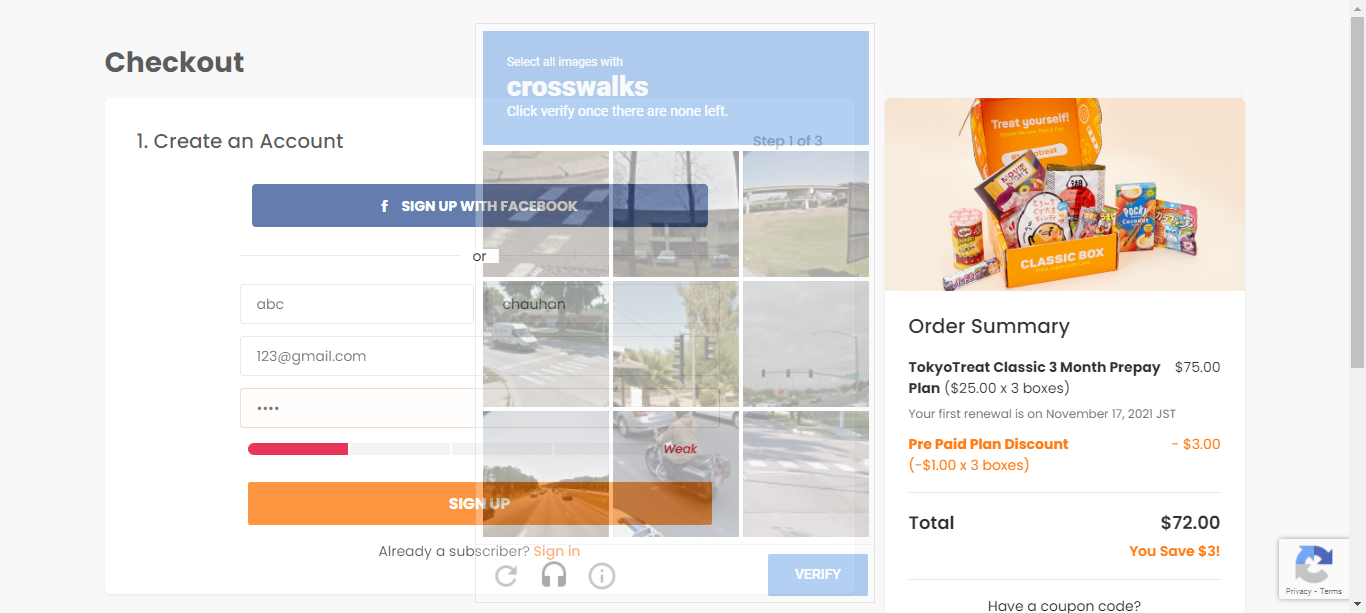 Checkout
1. Create an Account
Step 1 of 3
f SIGN UP WITH FACEBOOK
or
abc
chauhan
123@gmail.com
••••
Weak
SIGN UP
Already a subscriber? Sign in
Select all images with
crosswalks
Click verify once there are none left.
VERIFY
Treat yourself!
CLASSIC BOX
MOVIE
NIGHT
POCKY
Coconut
Order Summary
TokyoTreat Classic 3 Month Prepay $75.00
Plan ($25.00 x 3 boxes)
Your first renewal is on November 17, 2021 JST
Pre Paid Plan Discount - $3.00
(-$1.00 x 3 boxes)
Total $72.00
You Save $3!
Have a coupon code?
Privacy - Terms